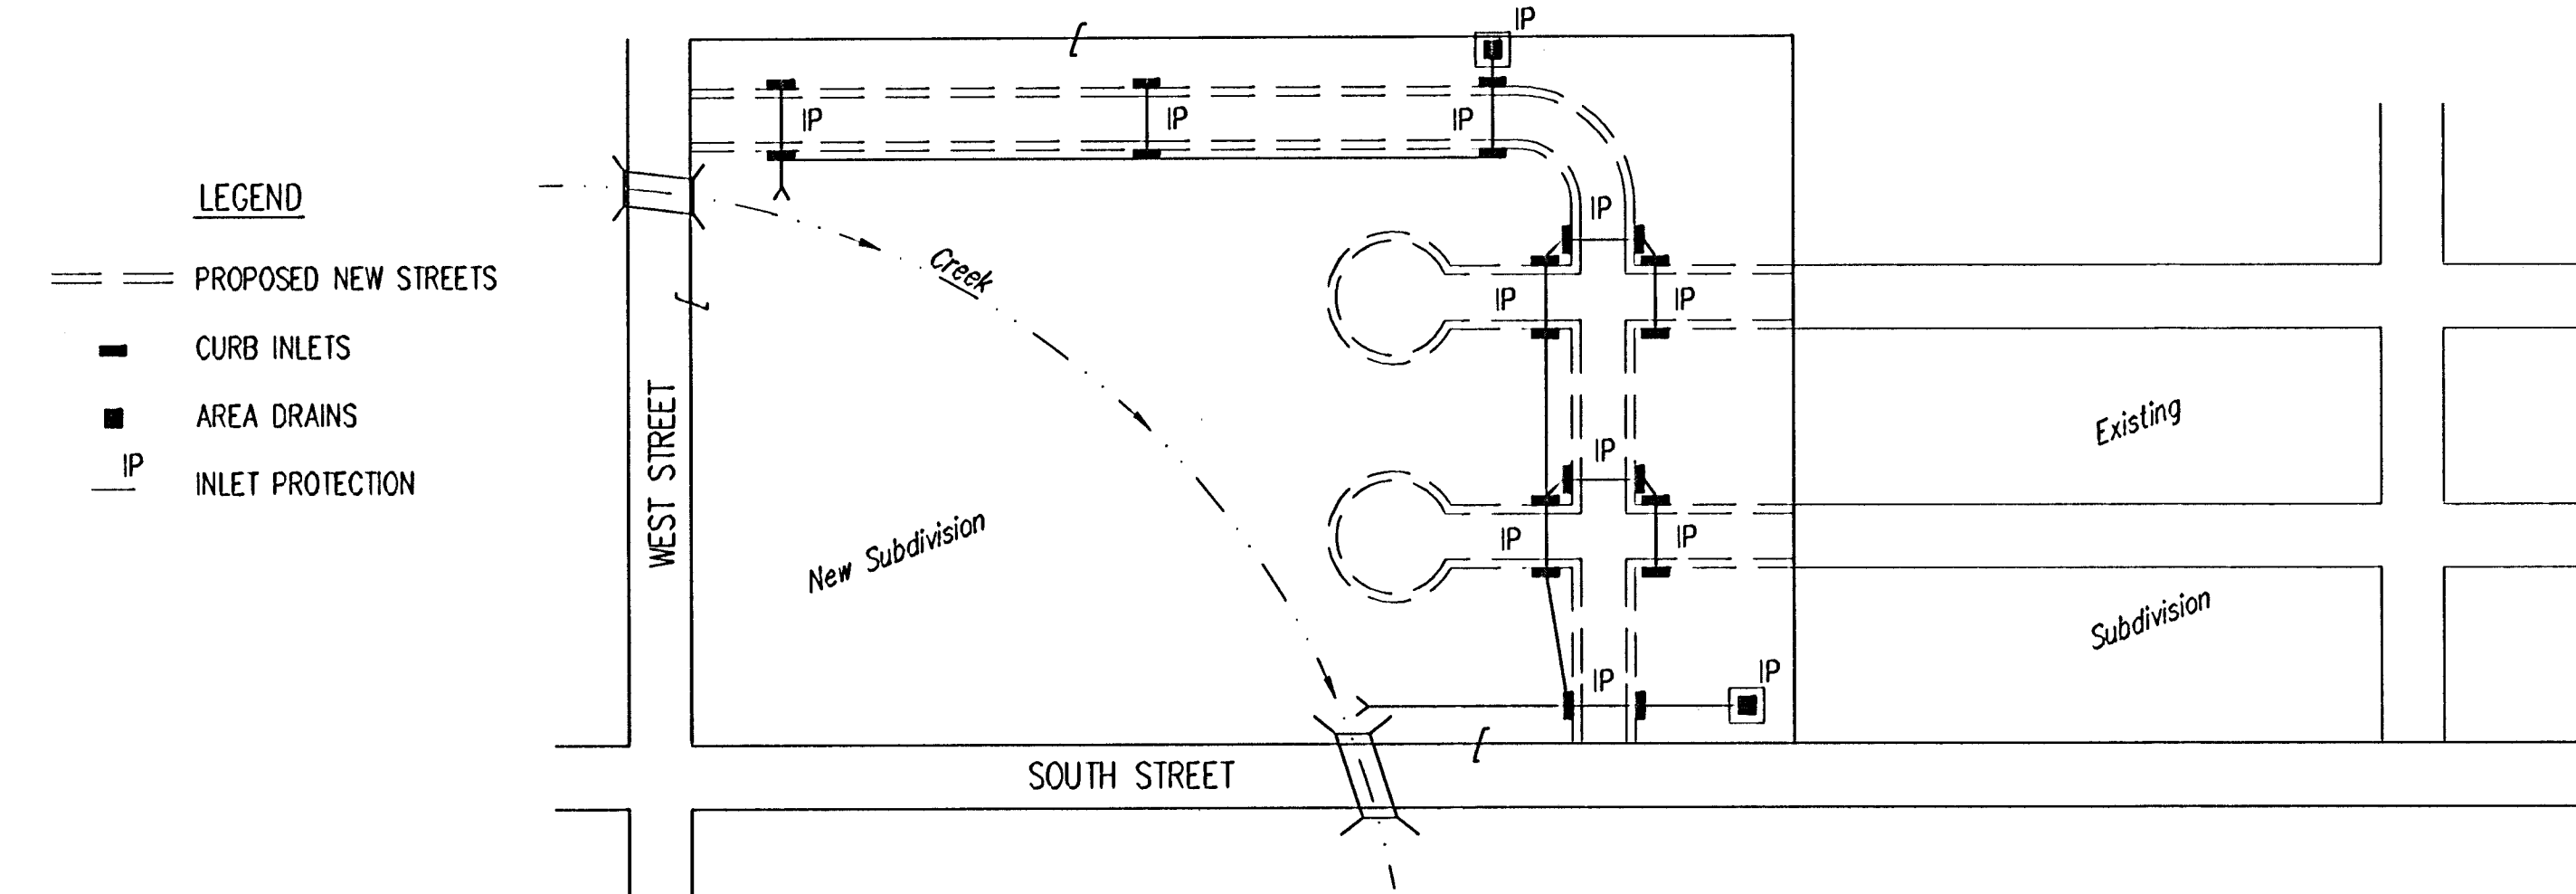 LEGEND
PROPOSED NEW STREETS
CURB INLETS
AREA DRAINS
IP
INLET PROTECTION
IP
IP
IP
IP
IP
IP
IP
IP
IP
IP
IP
IP
IP
Creek
WEST STREET
New Subdivision
Existing
Subdivision
SOUTH STREET